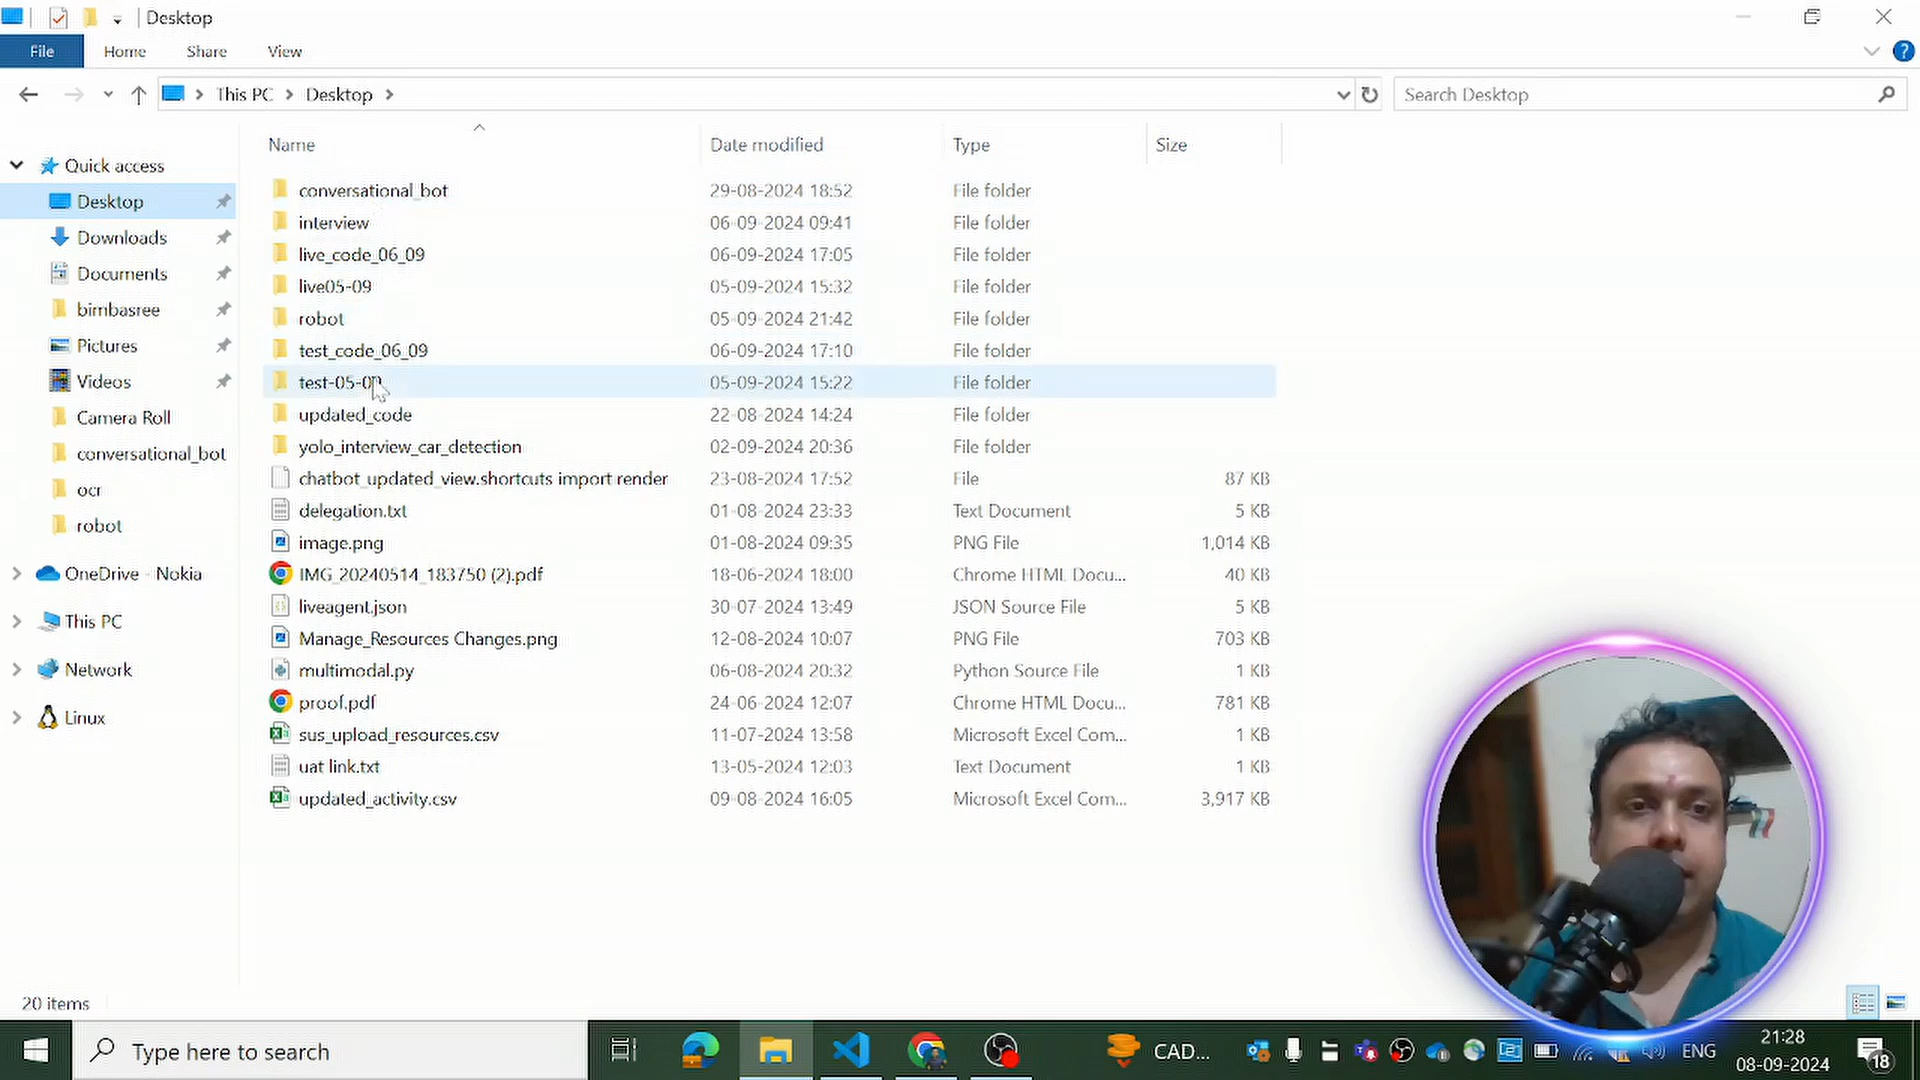 Desktop
File Home Share View
This PC Desktop Search Desktop
Name Date modified Type Size
Quick access
Desktop
Downloads
Documents
bimbasree
Pictures
Videos
Camera Roll
conversational_bot
ocr
robot
OneDrive - Nokia
This PC
Network
Linux
conversational_bot 29-08-2024 18:52 File folder
interview 06-09-2024 09:41 File folder
live_code_06_09 06-09-2024 17:05 File folder
live05-09 05-09-2024 15:32 File folder
robot 05-09-2024 21:42 File folder
test_code_06_09 06-09-2024 17:10 File folder
test-05-09 05-09-2024 15:22 File folder
updated_code 22-08-2024 14:24 File folder
yolo_interview_car_detection 02-09-2024 20:36 File folder
chatbot_updated_view.shortcuts import render 23-08-2024 17:52 File 87 KB
delegation.txt 01-08-2024 23:33 Text Document 5 KB
image.png 01-08-2024 09:35 PNG File 1,014 KB
IMG_20240514_183750 (2).pdf 18-06-2024 18:00 Chrome HTML Docu... 40 KB
liveagent.json 30-07-2024 13:49 JSON Source File 5 KB
Manage_Resources Changes.png 12-08-2024 10:07 PNG File 703 KB
multimodal.py 06-08-2024 20:32 Python Source File 1 KB
proof.pdf 24-06-2024 12:07 Chrome HTML Docu... 781 KB
sus_upload_resources.csv 11-07-2024 13:58 Microsoft Excel Com... 1 KB
uat link.txt 13-05-2024 12:03 Text Document 1 KB
updated_activity.csv 09-08-2024 16:05 Microsoft Excel Com... 3,917 KB
20 items
Type here to search CAD... ENG 21:28
08-09-2024 18